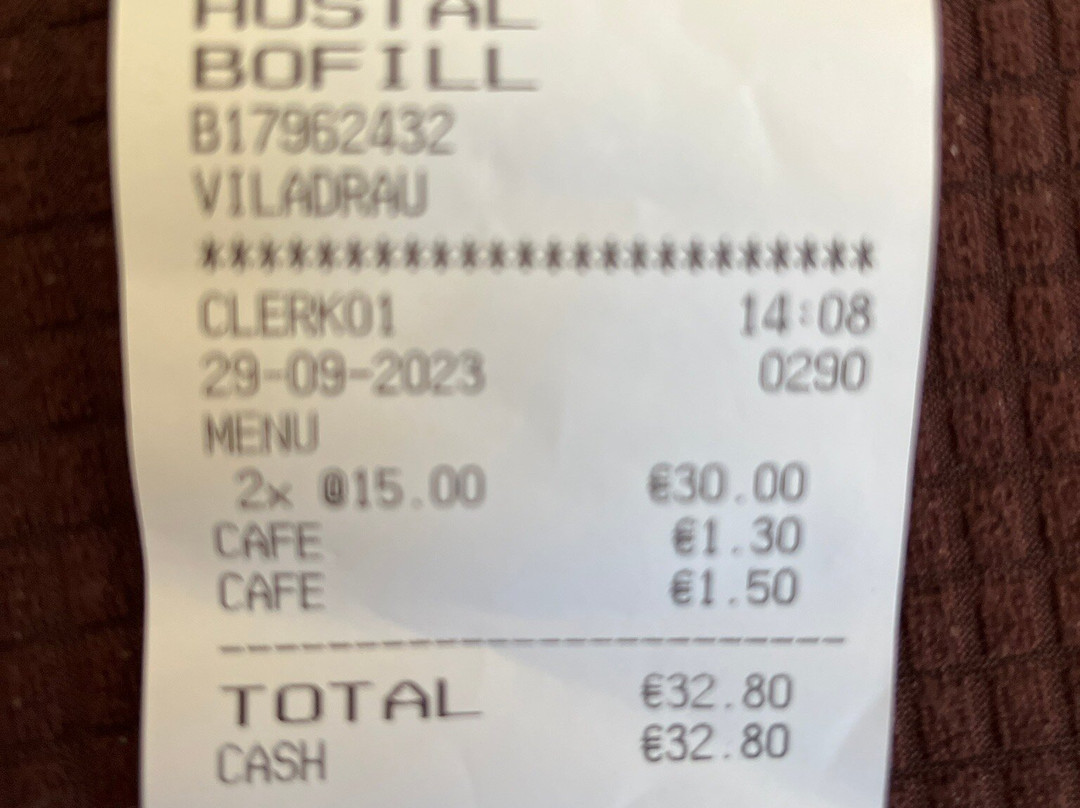 HOSTAL
BOFILL
B17962432
VILADRAU
************************
CLERK01 14:08
29-09-2023 0290
MENU
2x @15.00 €30.00
CAFE €1.30
CAFE €1.50
------------------------
TOTAL €32.80
CASH €32.80